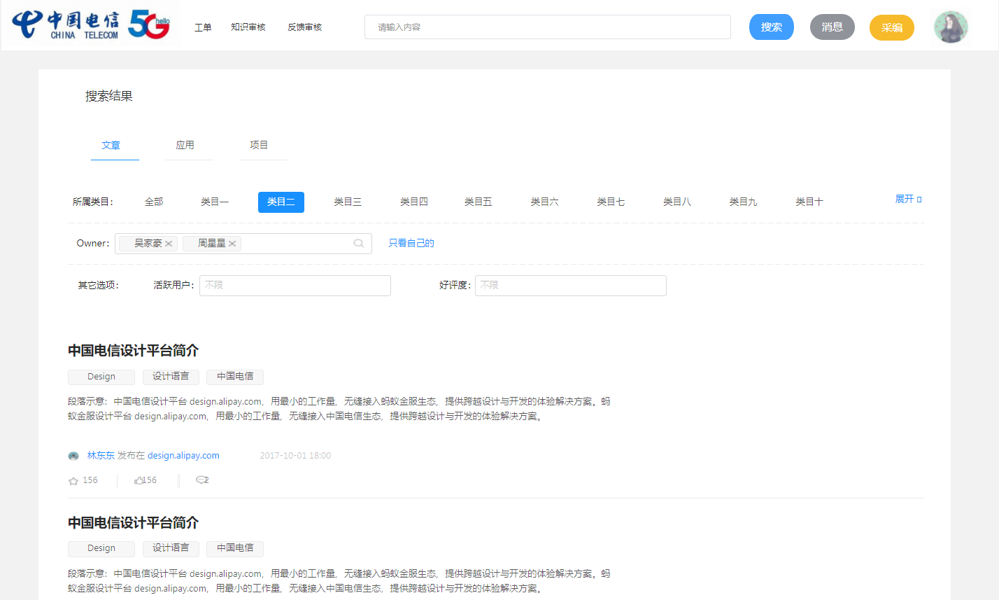 中国电信 CHINA TELECOM 5G hello 工单 知识审核 反馈审核 请输入内容 搜索 消息 采编
搜索结果
文章 应用 项目
所属类目： 全部 类目一 类目二 类目三 类目四 类目五 类目六 类目七 类目八 类目九 类目十 展开
Owner: 吴家豪 周星星 只看自己的
其它选项： 活跃用户： 不限 好评度： 不限
中国电信设计平台简介
Design 设计语言 中国电信
段落示意：中国电信设计平台 design.alipay.com，用最小的工作量，无缝接入蚂蚁金服生态，提供跨越设计与开发的体验解决方案。蚂
蚁金服设计平台 design.alipay.com，用最小的工作量，无缝接入中国电信生态，提供跨越设计与开发的体验解决方案。
林东东 发布在 design.alipay.com 2017-10-01 18:00
156 156 2
中国电信设计平台简介
Design 设计语言 中国电信
段落示意：中国电信设计平台 design.alipay.com，用最小的工作量，无缝接入蚂蚁金服生态，提供跨越设计与开发的体验解决方案。蚂
蚁金服设计平台 design.alipay.com，用最小的工作量，无缝接入中国电信生态，提供跨越设计与开发的体验解决方案。